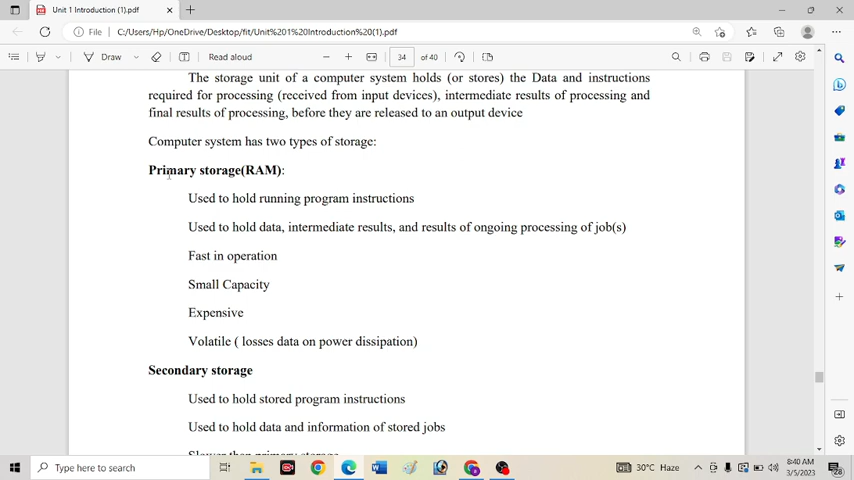 Unit 1 Introduction (1).pdf
File
C:/Users/Hp/OneDrive/Desktop/fit/Unit%201%20Introduction%20(1).pdf
Draw
Read aloud
34
of 40
The storage unit of a computer system holds (or stores) the Data and instructions
required for processing (received from input devices), intermediate results of processing and
final results of processing, before they are released to an output device
Computer system has two types of storage:
Primary storage(RAM):
Used to hold running program instructions
Used to hold data, intermediate results, and results of ongoing processing of job(s)
Fast in operation
Small Capacity
Expensive
Volatile ( losses data on power dissipation)
Secondary storage
Used to hold stored program instructions
Used to hold data and information of stored jobs
Slower than primary storage
Type here to search
30°C Haze
8:40 AM
3/5/2023
28